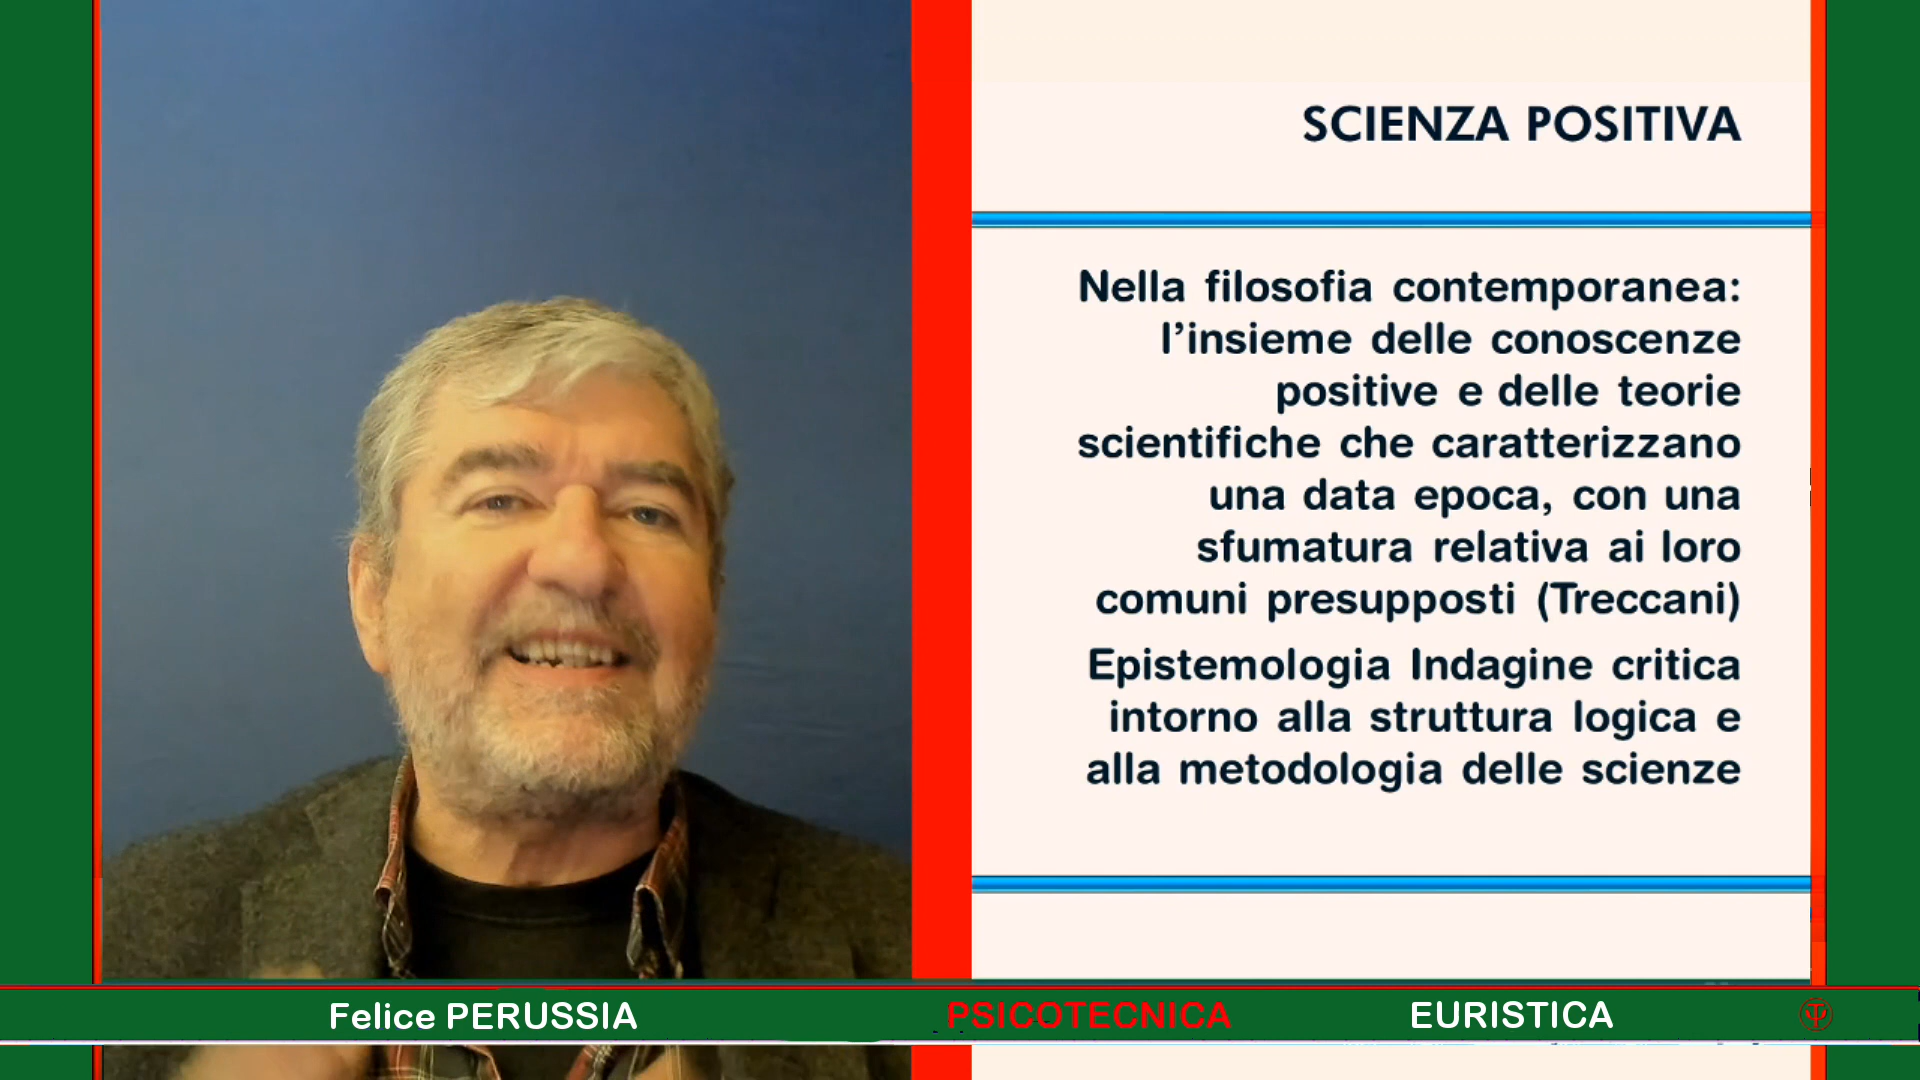 SCIENZA POSITIVA
Nella filosofia contemporanea:
l’insieme delle conoscenze
positive e delle teorie
scientifiche che caratterizzano
una data epoca, con una
sfumatura relativa ai loro
comuni presupposti (Treccani)
Epistemologia Indagine critica
intorno alla struttura logica e
alla metodologia delle scienze
Felice PERUSSIA PSICOTECNICA EURISTICA